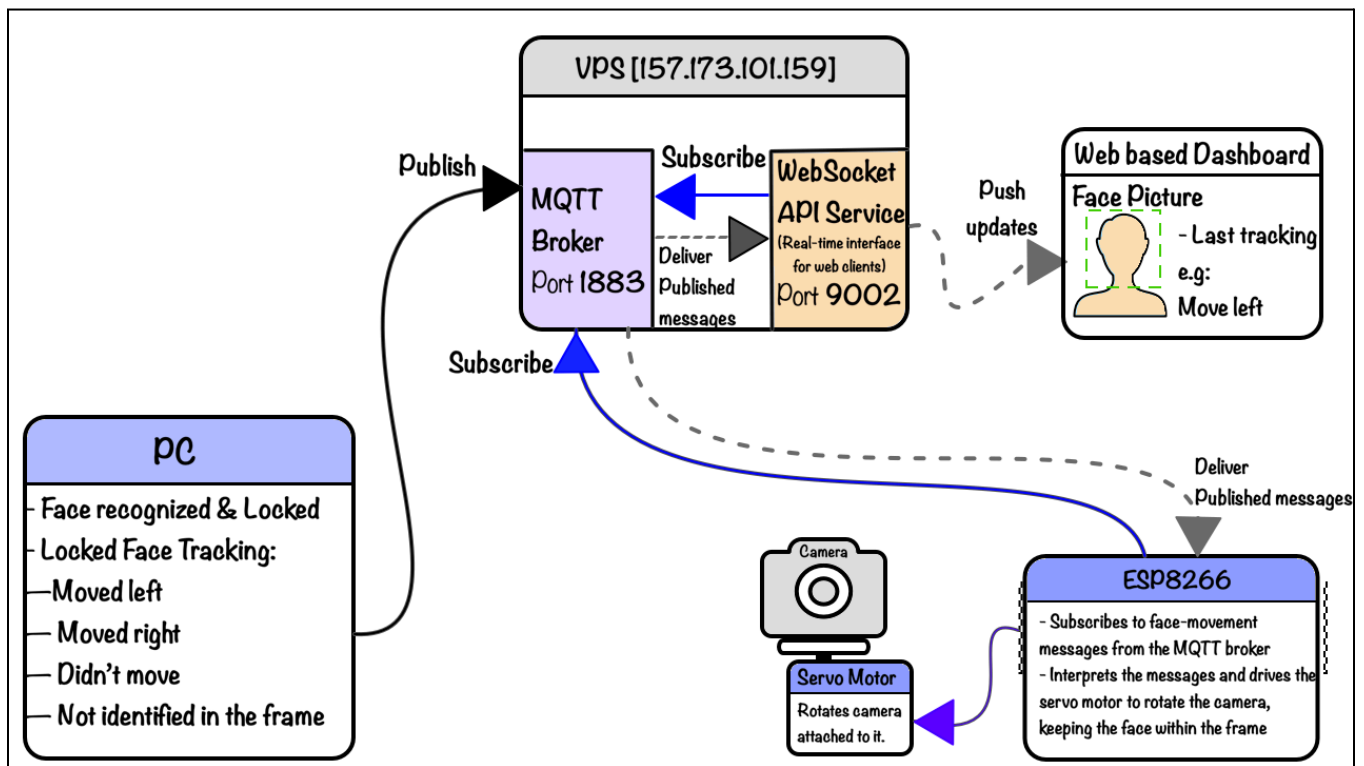 VPS [157.173.101.159]
Publish
MQTT
Broker
Port 1883
Subscribe
Deliver
Published
messages
WebSocket
API Service
(Real-time interface
for web clients)
Port 9002
Push
updates
Web based Dashboard
Face Picture
- Last tracking
e.g:
Move left
Subscribe
Deliver
Published messages
PC
- Face recognized & Locked
- Locked Face Tracking:
- Moved left
- Moved right
- Didn't move
- Not identified in the frame
Camera
Servo Motor
Rotates camera
attached to it.
ESP8266
- Subscribes to face-movement
messages from the MQTT broker
- Interprets the messages and drives the
servo motor to rotate the camera,
keeping the face within the frame